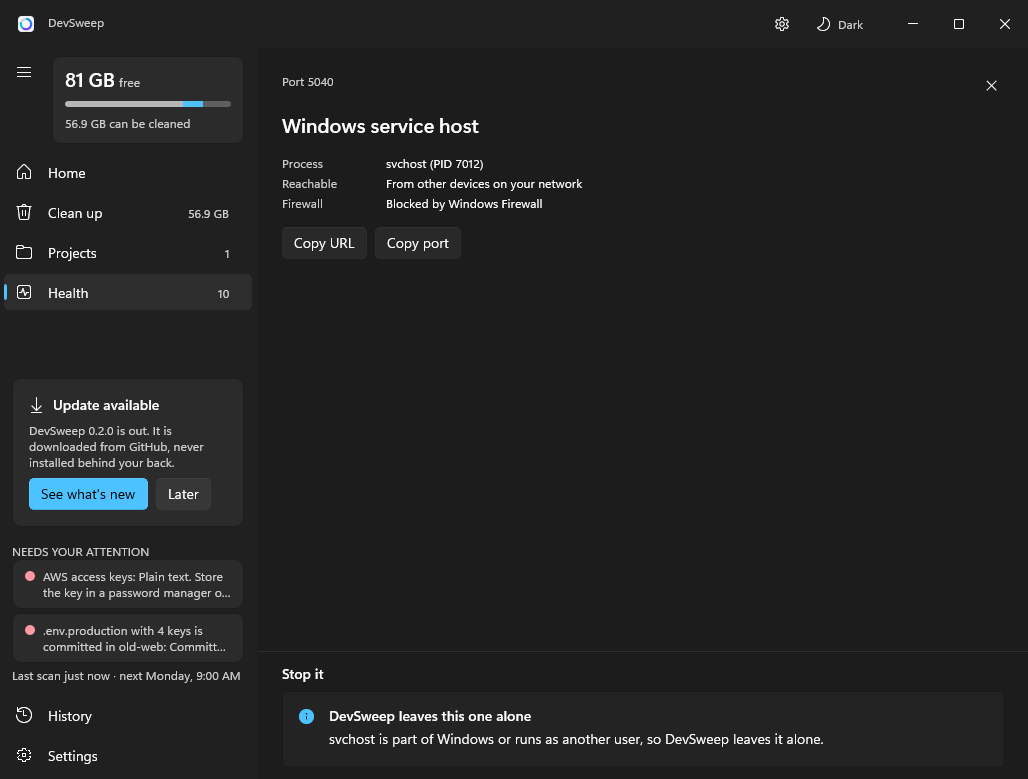 DevSweep
Dark
81 GB free
56.9 GB can be cleaned
Home
Clean up 56.9 GB
Projects 1
Health 10
Update available
DevSweep 0.2.0 is out. It is
downloaded from GitHub, never
installed behind your back.
See what's new Later
NEEDS YOUR ATTENTION
AWS access keys: Plain text. Store
the key in a password manager o...
.env.production with 4 keys is
committed in old-web: Committ...
Last scan just now · next Monday, 9:00 AM
History
Settings
Port 5040
Windows service host
Process svchost (PID 7012)
Reachable From other devices on your network
Firewall Blocked by Windows Firewall
Copy URL Copy port
Stop it
DevSweep leaves this one alone
svchost is part of Windows or runs as another user, so DevSweep leaves it alone.